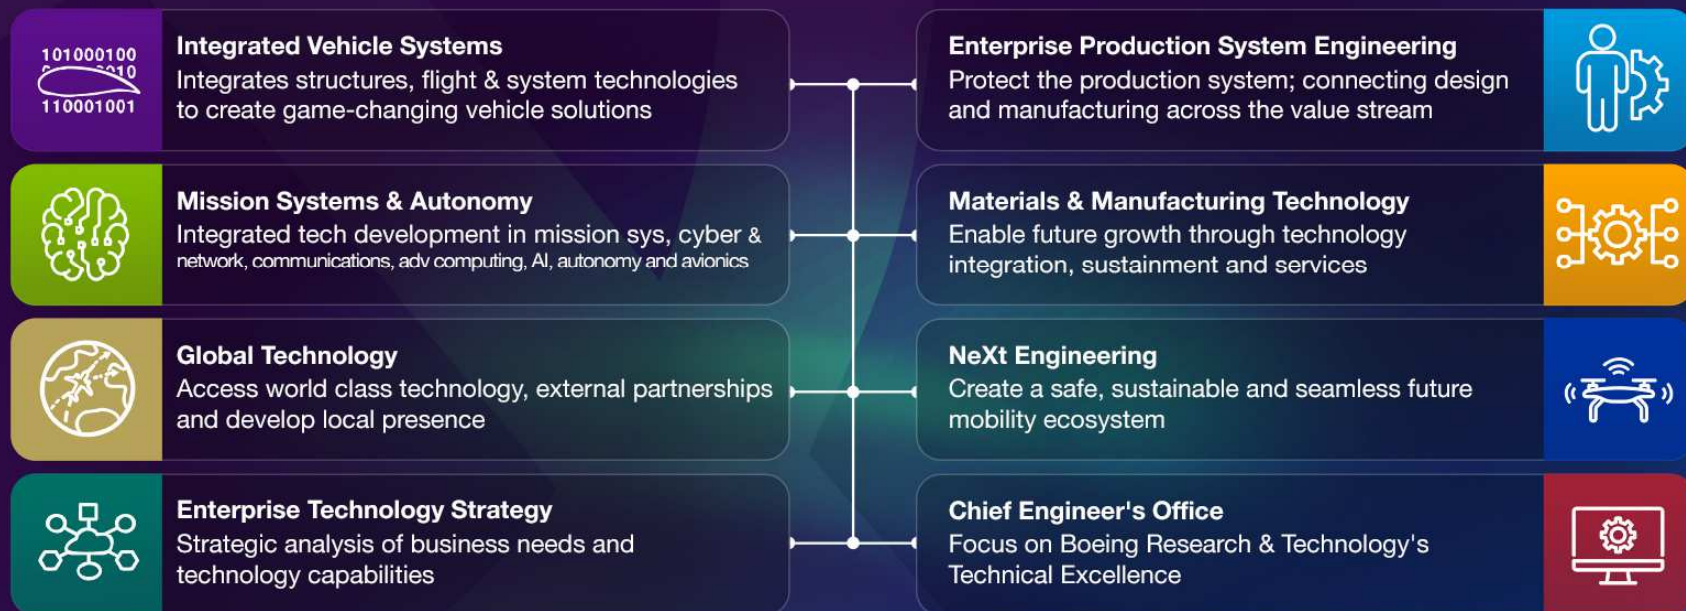 101000100
010
110001001
Integrated Vehicle Systems
Integrates structures, flight & system technologies
to create game-changing vehicle solutions
Mission Systems & Autonomy
Integrated tech development in mission sys, cyber &
network, communications, adv computing, AI, autonomy and avionics
Global Technology
Access world class technology, external partnerships
and develop local presence
Enterprise Technology Strategy
Strategic analysis of business needs and
technology capabilities
Enterprise Production System Engineering
Protect the production system; connecting design
and manufacturing across the value stream
Materials & Manufacturing Technology
Enable future growth through technology
integration, sustainment and services
NeXt Engineering
Create a safe, sustainable and seamless future
mobility ecosystem
Chief Engineer's Office
Focus on Boeing Research & Technology's
Technical Excellence